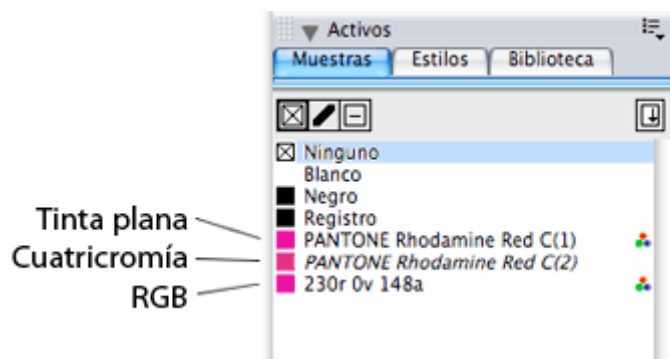 Activos
Muestras Estilos Biblioteca
Ninguno
Blanco
Negro
Registro
Tinta plana PANTONE Rhodamine Red C(1)
Cuatricromía PANTONE Rhodamine Red C(2)
RGB 230r 0v 148a